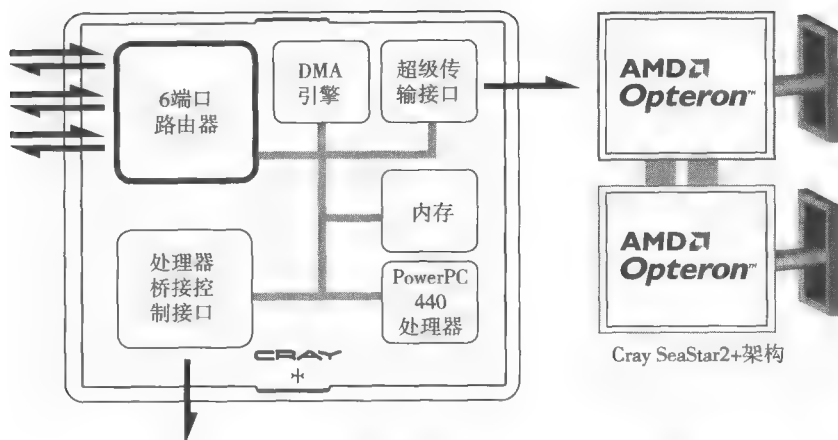 6端口
路由器
DMA
引擎
超级传
输接口
内存
处理器
桥接控
制接口
PowerPC
440
处理器
CRAY
AMD
Opteron™
AMD
Opteron™
Cray SeaStar2+架构